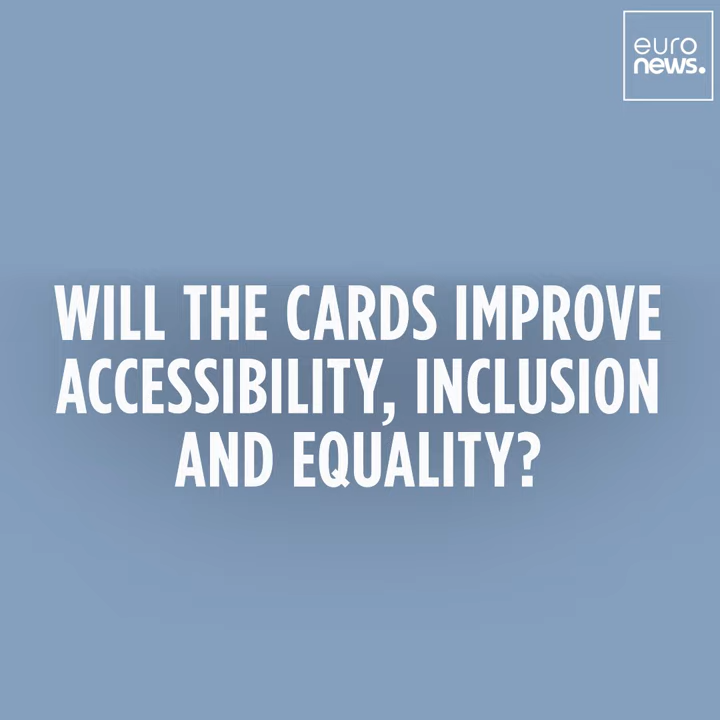 euro
news.
WILL THE CARDS IMPROVE
ACCESSIBILITY, INCLUSION
AND EQUALITY?